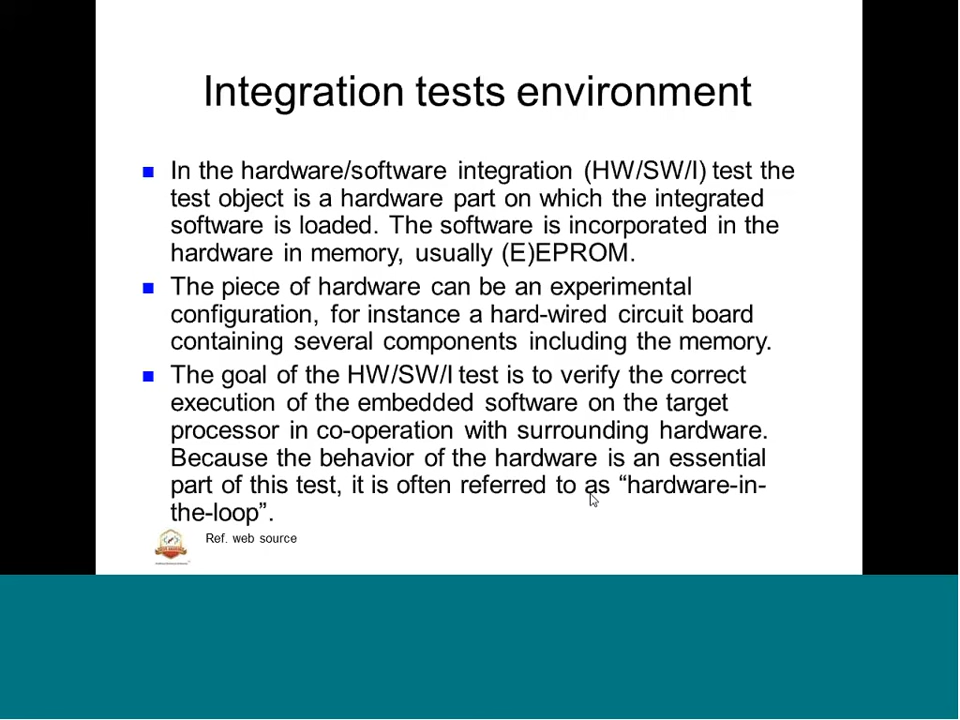 Integration tests environment
In the hardware/software integration (HW/SW/I) test the
test object is a hardware part on which the integrated
software is loaded. The software is incorporated in the
hardware in memory, usually (E)EPROM.
The piece of hardware can be an experimental
configuration, for instance a hard-wired circuit board
containing several components including the memory.
The goal of the HW/SW/I test is to verify the correct
execution of the embedded software on the target
processor in co-operation with surrounding hardware.
Because the behavior of the hardware is an essential
part of this test, it is often referred to as “hardware-in-
the-loop”.
Ref. web source